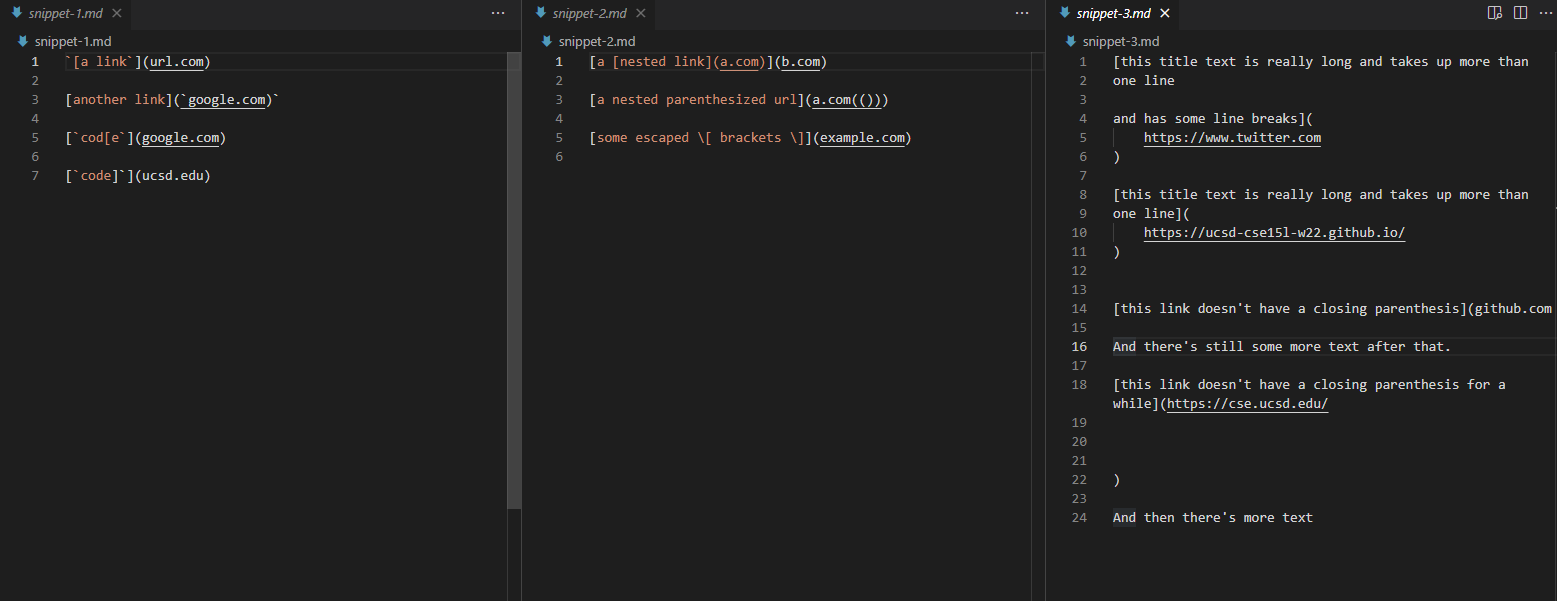 snippet-1.md
snippet-1.md
1 `[a link`](url.com)
2
3 [another link](`google.com)`
4
5 [`cod[e`](google.com)
6
7 [`code]`](ucsd.edu)
snippet-2.md
snippet-2.md
1 [a [nested link](a.com)](b.com)
2
3 [a nested parenthesized url](a.com(()))
4
5 [some escaped \[ brackets \]](example.com)
6
snippet-3.md
snippet-3.md
1 [this title text is really long and takes up more than
2 one line
3
4 and has some line breaks](
5 https://www.twitter.com
6 )
7
8 [this title text is really long and takes up more than
9 one line](
10 https://ucsd-cse15l-w22.github.io/
11 )
12
13
14 [this link doesn't have a closing parenthesis](github.com
15
16 And there's still some more text after that.
17
18 [this link doesn't have a closing parenthesis for a
while](https://cse.ucsd.edu/
19
20
21
22 )
23
24 And then there's more text